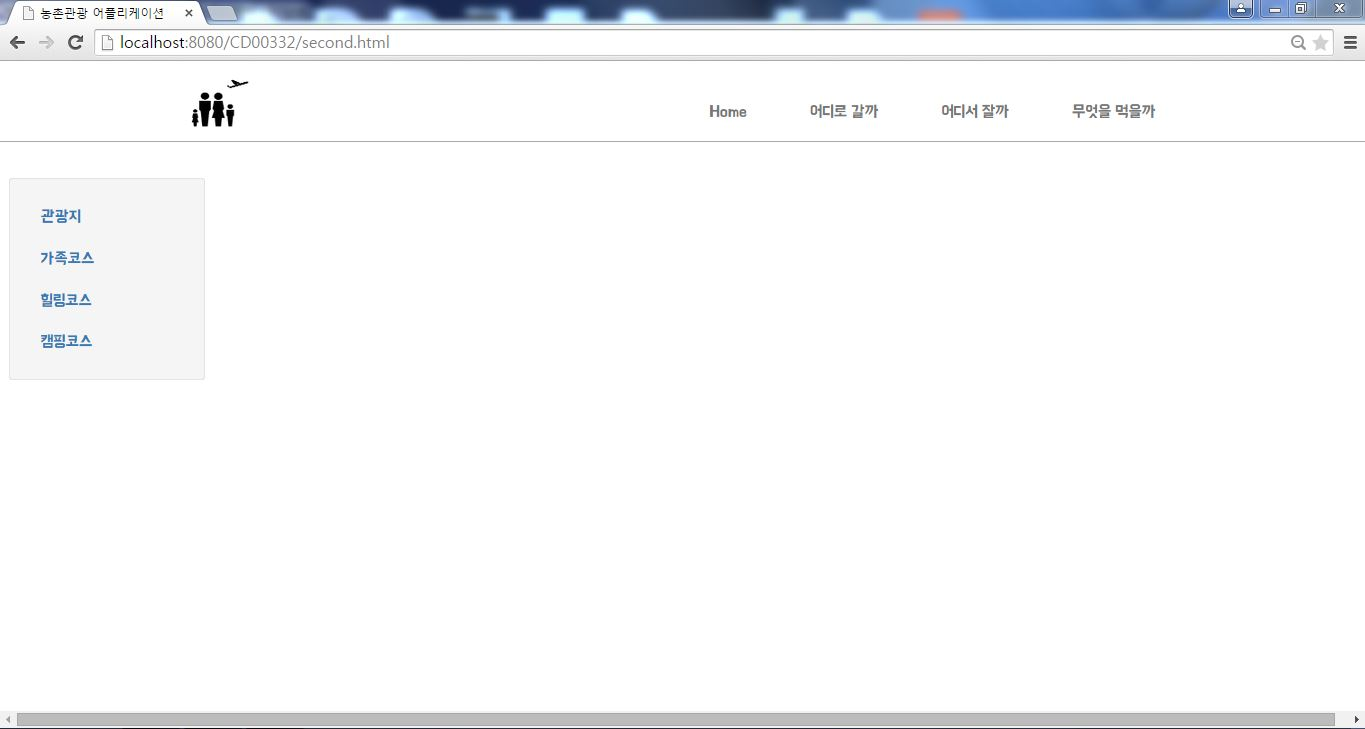 농촌관광 어플리케이션
localhost:8080/CD00332/second.html
Home 어디로 갈까 어디서 잘까 무엇을 먹을까
관광지
가족코스
힐링코스
캠핑코스